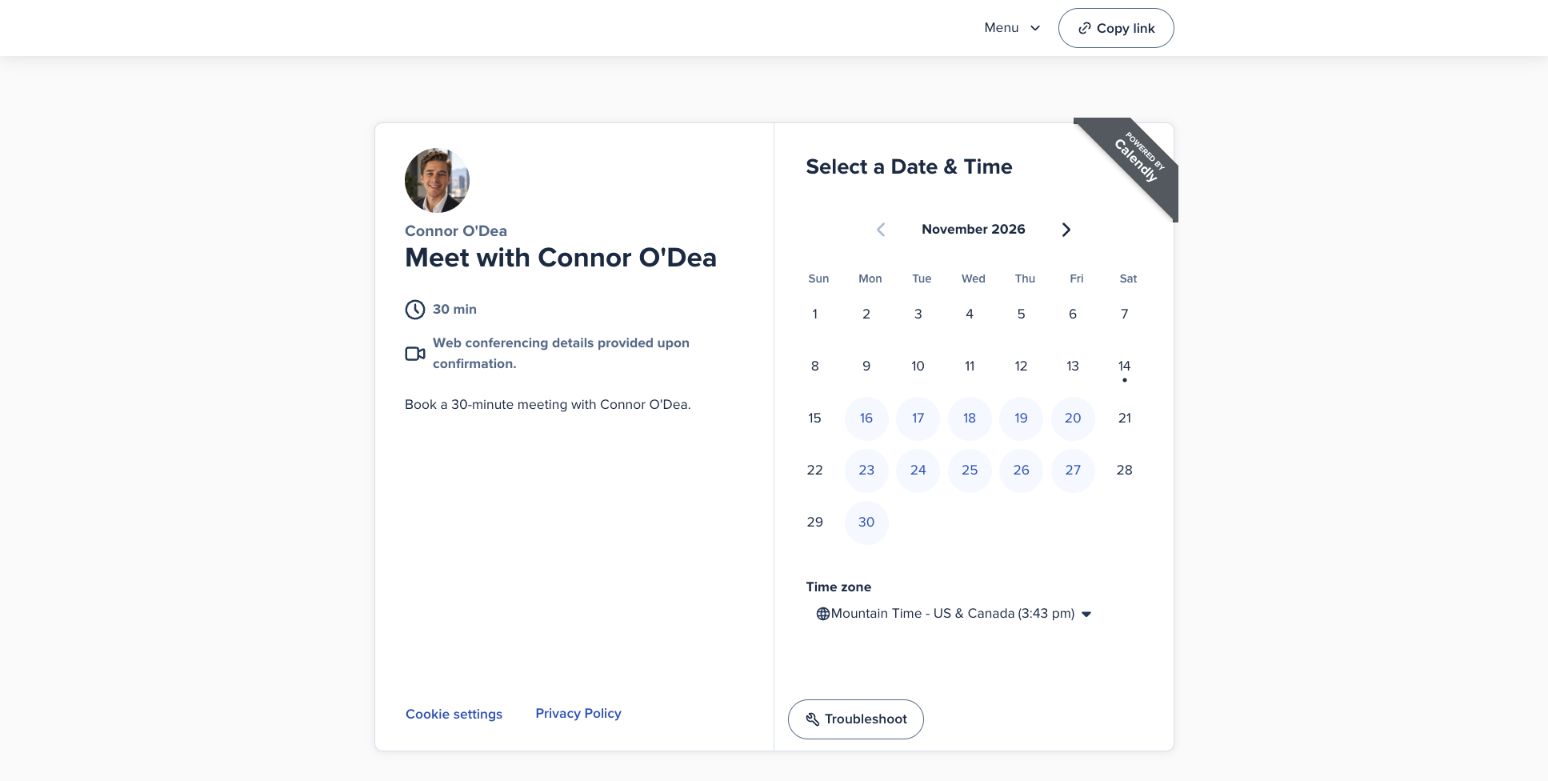 Menu
Copy link
POWERED BY
Calendly
Connor O'Dea
Meet with Connor O'Dea
30 min
Web conferencing details provided upon
confirmation.
Book a 30-minute meeting with Connor O'Dea.
Cookie settings Privacy Policy
Select a Date & Time
November 2026
Sun Mon Tue Wed Thu Fri Sat
1 2 3 4 5 6 7
8 9 10 11 12 13 14
15 16 17 18 19 20 21
22 23 24 25 26 27 28
29 30
Time zone
Mountain Time - US & Canada (3:43 pm)
Troubleshoot